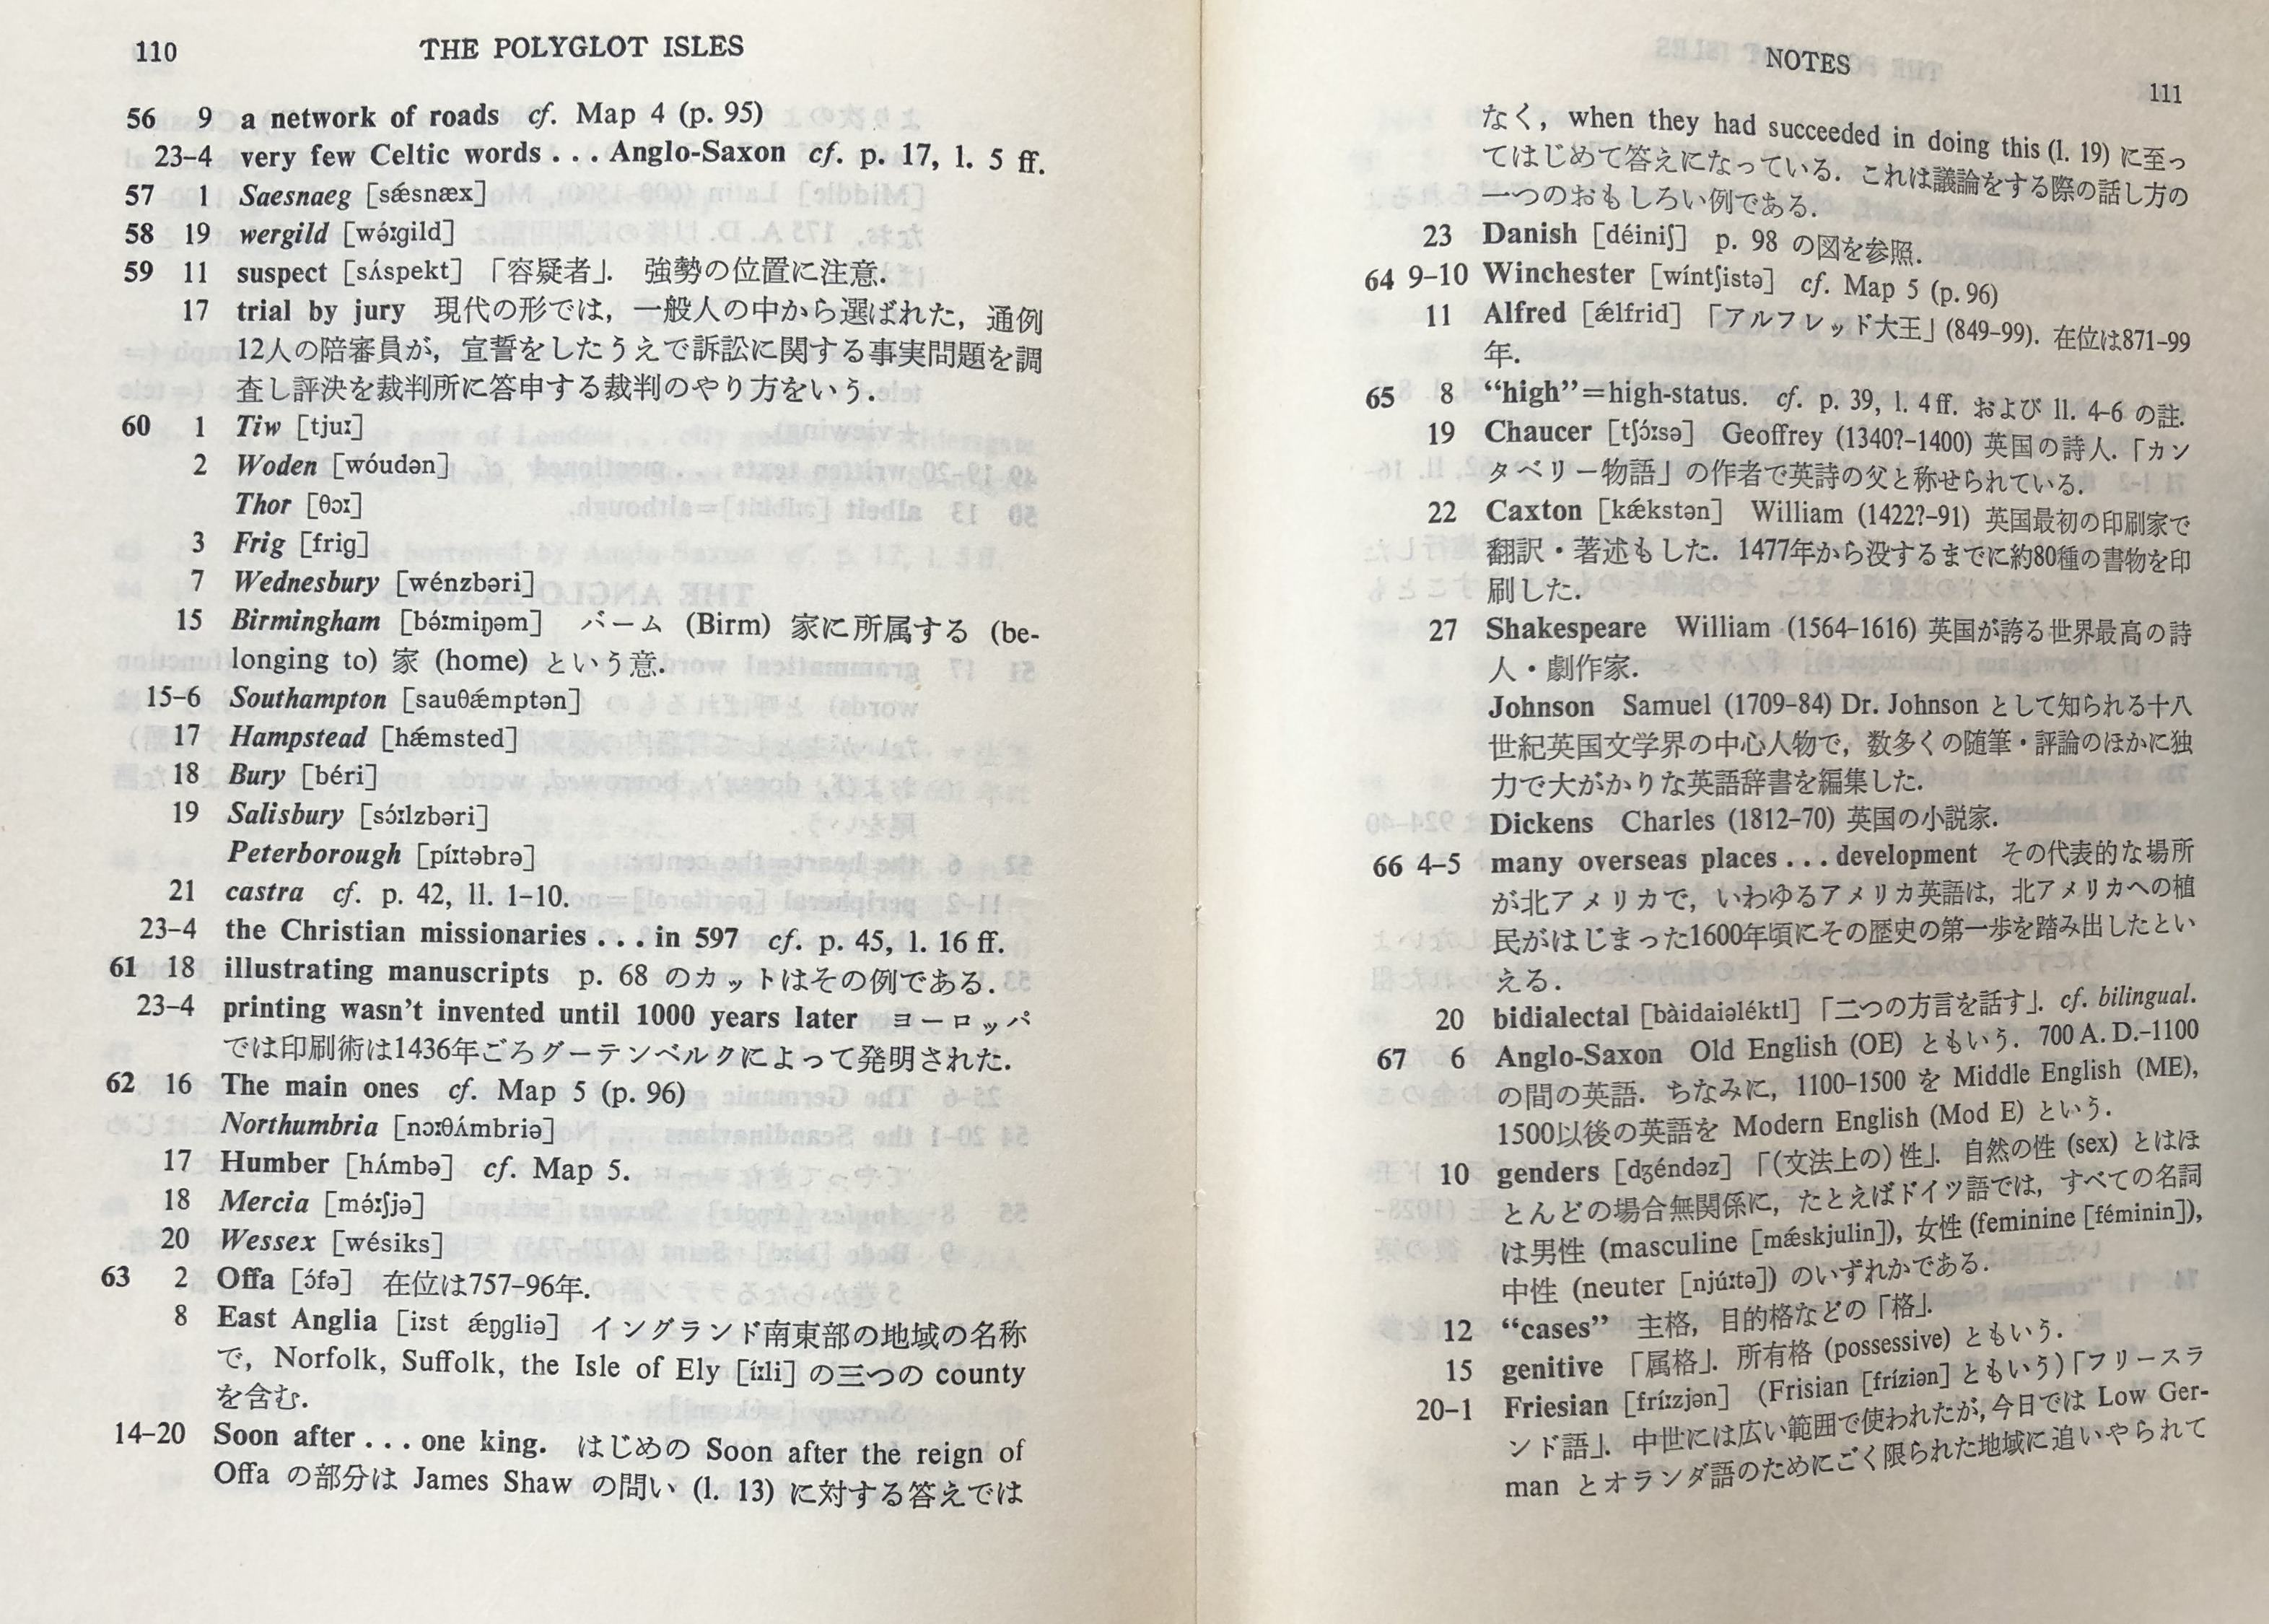 110 THE POLYGLOT ISLES
56 9 a network of roads cf. Map 4 (p. 95)
23–4 very few Celtic words . . . Anglo-Saxon cf. p. 17, l. 5 ff.
57 1 Saesnaeg [sǽsnæx]
58 19 wergild [wə́ːgild]
59 11 suspect [sʌ́spekt] 「容疑者」. 強勢の位置に注意.
17 trial by jury 現代の形では, 一般人の中から選ばれた, 通例
12人の陪審員が, 宣誓をしたうえで訴訟に関する事実問題を調
査し評決を裁判所に答申する裁判のやり方をいう.
60 1 Tiw [tjuː]
2 Woden [wóudən]
Thor [θɔː]
3 Frig [frig]
7 Wednesbury [wénzbəri]
15 Birmingham [bə́ːmiŋəm] バーム (Birm) 家に所属する (be-
longing to) 家 (home) という意.
15–6 Southampton [sauθǽmptən]
17 Hampstead [hǽmsted]
18 Bury [béri]
19 Salisbury [sɔ́ːlzbəri]
Peterborough [píːtəbrə]
21 castra cf. p. 42, ll. 1–10.
23–4 the Christian missionaries . . . in 597 cf. p. 45, l. 16 ff.
61 18 illustrating manuscripts p. 68 のカットはその例である.
23–4 printing wasn't invented until 1000 years later ヨーロッパ
では印刷術は1436年ごろグーテンベルクによって発明された.
62 16 The main ones cf. Map 5 (p. 96)
Northumbria [nɔːθʌ́mbriə]
17 Humber [hʌ́mbə] cf. Map 5.
18 Mercia [mə́ːʃjə]
20 Wessex [wésiks]
63 2 Offa [ɔ́fə] 在位は757–96年.
8 East Anglia [iːst ǽŋgliə] イングランド南東部の地域の名称
で, Norfolk, Suffolk, the Isle of Ely [íːli] の三つの county
を含む.
14–20 Soon after . . . one king. はじめの Soon after the reign of
Offa の部分は James Shaw の問い (l. 13) に対する答えでは
NOTES 111
なく, when they had succeeded in doing this (l. 19) に至っ
てはじめて答えになっている. これは議論をする際の話し方の
一つのおもしろい例である.
23 Danish [déiniʃ] p. 98 の図を参照.
64 9–10 Winchester [wíntʃistə] cf. Map 5 (p. 96)
11 Alfred [ǽlfrid] 「アルフレッド大王」(849–99). 在位は871–99
年.
65 8 “high”=high-status. cf. p. 39, l. 4 ff. および ll. 4–6 の註.
19 Chaucer [tʃɔ́ːsə] Geoffrey (1340?–1400) 英国の詩人.「カン
タベリー物語」の作者で英詩の父と称せられている.
22 Caxton [kǽkstən] William (1422?–91) 英国最初の印刷家で
翻訳・著述もした. 1477年から没するまでに約80種の書物を印
刷した.
27 Shakespeare William (1564–1616) 英国が誇る世界最高の詩
人・劇作家.
Johnson Samuel (1709–84) Dr. Johnson として知られる十八
世紀英国文学界の中心人物で, 数多くの随筆・評論のほかに独
力で大がかりな英語辞書を編集した.
Dickens Charles (1812–70) 英国の小説家.
66 4–5 many overseas places . . . development その代表的な場所
が北アメリカで, いわゆるアメリカ英語は, 北アメリカへの植
民がはじまった1600年頃にその歴史の第一歩を踏み出したとい
える.
20 bidialectal [bàidaiəléktl] 「二つの方言を話す」. cf. bilingual.
67 6 Anglo-Saxon Old English (OE) ともいう. 700 A. D.–1100
の間の英語. ちなみに, 1100–1500 を Middle English (ME),
1500以後の英語を Modern English (Mod E) という.
10 genders [dʒéndəz] 「(文法上の) 性」. 自然の性 (sex) とはほ
とんどの場合無関係に, たとえばドイツ語では, すべての名詞
は男性 (masculine [mǽskjulin]), 女性 (feminine [féminin]),
中性 (neuter [njúːtə]) のいずれかである.
12 “cases” 主格, 目的格などの「格」.
15 genitive 「属格」. 所有格 (possessive) ともいう.
20–1 Friesian [fríːzjən] (Frisian [fríziən] ともいう)「フリースラ
ンド語」. 中世には広い範囲で使われたが, 今日では Low Ger-
man とオランダ語のためにごく限られた地域に追いやられて